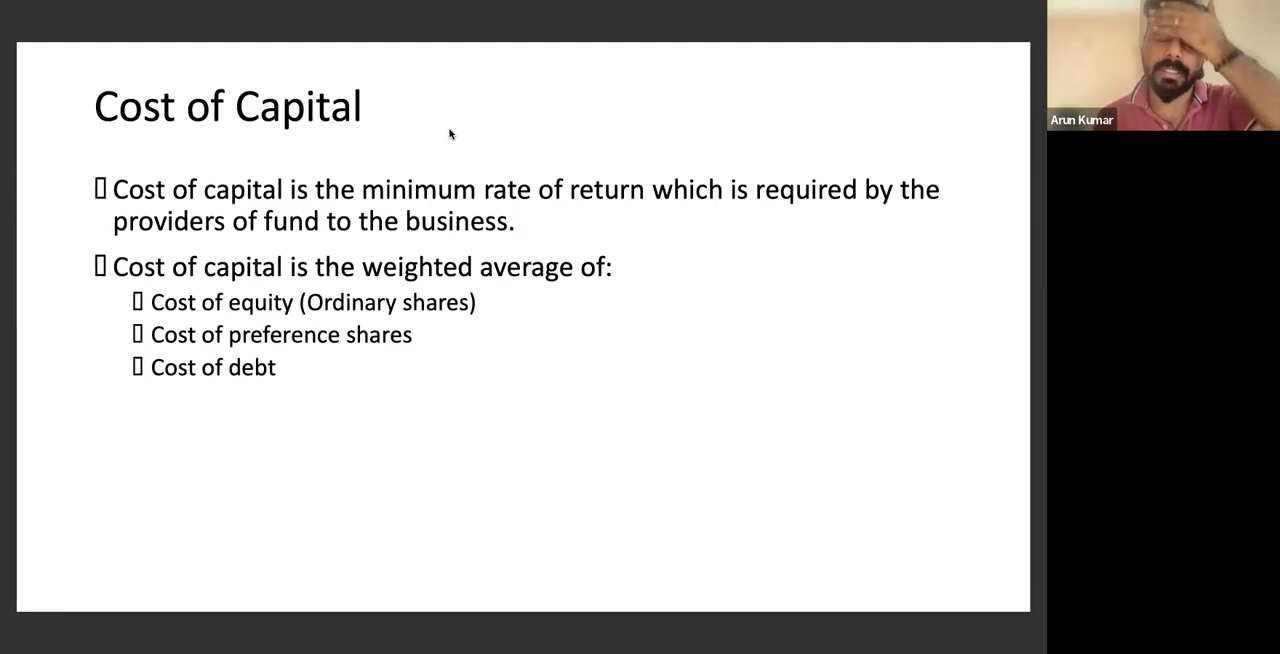 Cost of Capital
Cost of capital is the minimum rate of return which is required by the
providers of fund to the business.
Cost of capital is the weighted average of:
Cost of equity (Ordinary shares)
Cost of preference shares
Cost of debt
Arun Kumar